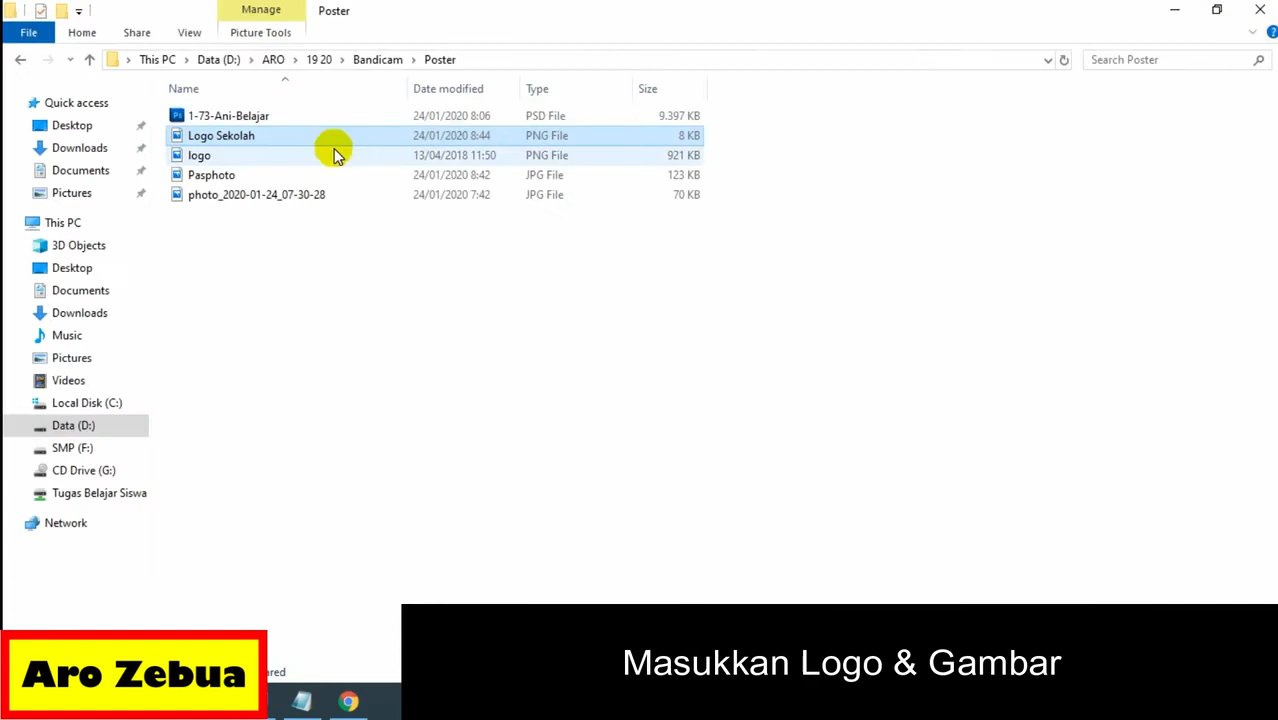 Manage Poster
File Home Share View Picture Tools
This PC Data (D:) ARO 19 20 Bandicam Poster Search Poster
Name Date modified Type Size
Quick access
Desktop
Downloads
Documents
Pictures
This PC
3D Objects
Desktop
Documents
Downloads
Music
Pictures
Videos
Local Disk (C:)
Data (D:)
SMP (F:)
CD Drive (G:)
Tugas Belajar Siswa
Network
Ps 1-73-Ani-Belajar 24/01/2020 8:06 PSD File 9.397 KB
Logo Sekolah 24/01/2020 8:44 PNG File 8 KB
logo 13/04/2018 11:50 PNG File 921 KB
Pasphoto 24/01/2020 8:42 JPG File 123 KB
photo_2020-01-24_07-30-28 24/01/2020 7:42 JPG File 70 KB
Aro Zebua
Masukkan Logo & Gambar